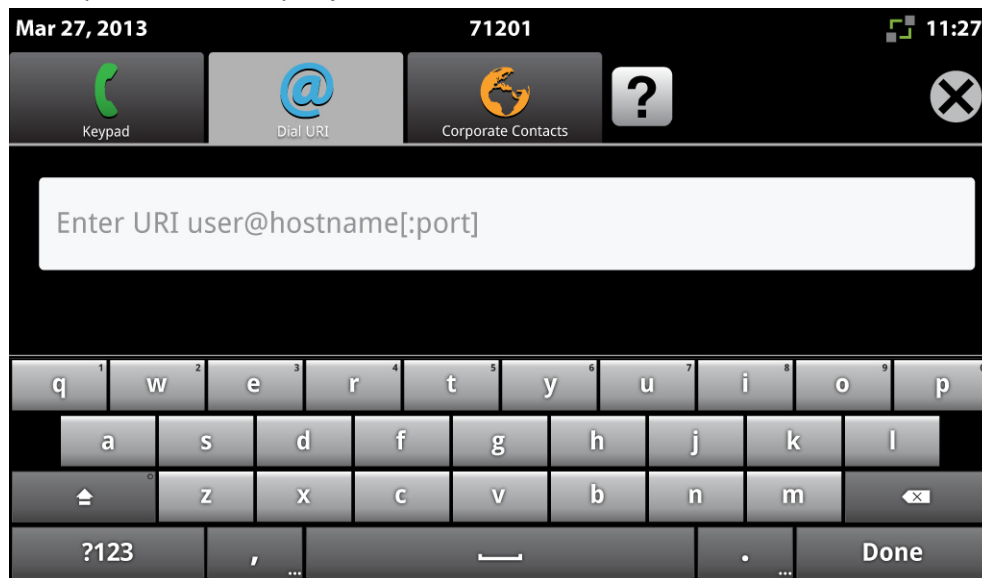 Mar 27, 2013 71201 11:27
Keypad Dial URI Corporate Contacts ?
Enter URI user@hostname[:port]
q 1 w 2 e 3 r 4 t 5 y 6 u 7 i 8 o 9 p
a s d f g h j k l
z x c v b n m
?123 , ... . ... Done